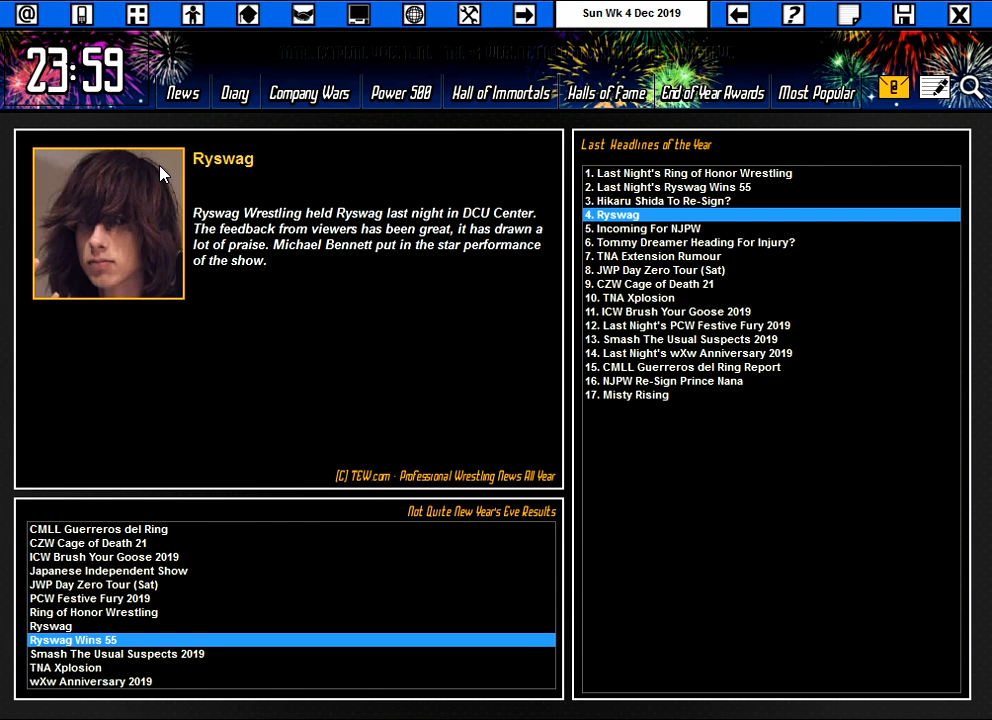 Sun Wk 4 Dec 2019
23:59
News
Diary
Company Wars
Power 500
Hall of Immortals
Halls of Fame
End of Year Awards
Most Popular
Ryswag
Ryswag Wrestling held Ryswag last night in DCU Center.
The feedback from viewers has been great, it has drawn a
lot of praise. Michael Bennett put in the star performance
of the show.
(C) TEW.com - Professional Wrestling News All Year
Last Headlines of the Year
1. Last Night's Ring of Honor Wrestling
2. Last Night's Ryswag Wins 55
3. Hikaru Shida To Re-Sign?
4. Ryswag
5. Incoming For NJPW
6. Tommy Dreamer Heading For Injury?
7. TNA Extension Rumour
8. JWP Day Zero Tour (Sat)
9. CZW Cage of Death 21
10. TNA Xplosion
11. ICW Brush Your Goose 2019
12. Last Night's PCW Festive Fury 2019
13. Smash The Usual Suspects 2019
14. Last Night's wXw Anniversary 2019
15. CMLL Guerreros del Ring Report
16. NJPW Re-Sign Prince Nana
17. Misty Rising
Not Quite New Year's Eve Results
CMLL Guerreros del Ring
CZW Cage of Death 21
ICW Brush Your Goose 2019
Japanese Independent Show
JWP Day Zero Tour (Sat)
PCW Festive Fury 2019
Ring of Honor Wrestling
Ryswag
Ryswag Wins 55
Smash The Usual Suspects 2019
TNA Xplosion
wXw Anniversary 2019